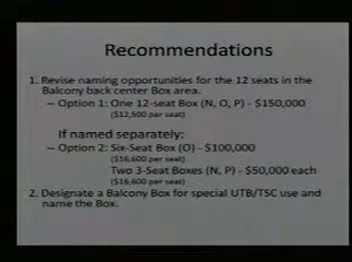 Recommendations
1. Revise naming opportunities for the 12 seats in the
Balcony back center Box area.
– Option 1: One 12-seat Box (N, O, P) - $150,000
($12,500 per seat)
If named separately:
– Option 2: Six-Seat Box (O) - $100,000
($16,600 per seat)
Two 3-Seat Boxes (N, P) - $50,000 each
($16,600 per seat)
2. Designate a Balcony Box for special UTB/TSC use and
name the Box.